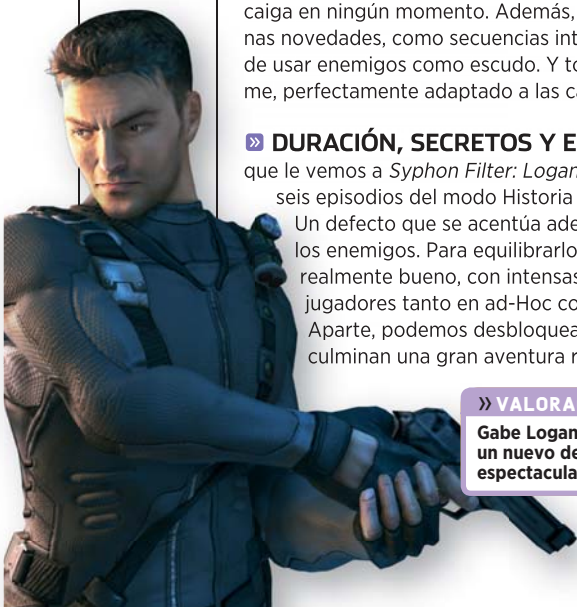 caiga en ningún momento. Además,
nas novedades, como secuencias int
de usar enemigos como escudo. Y to
me, perfectamente adaptado a las ca
» DURACIÓN, SECRETOS Y E
que le vemos a Syphon Filter: Logan
seis episodios del modo Historia
Un defecto que se acentúa ade
los enemigos. Para equilibrarlo
realmente bueno, con intensas
jugadores tanto en ad-Hoc co
Aparte, podemos desbloquea
culminan una gran aventura r
» VALORA
Gabe Logan
un nuevo de
espectacula